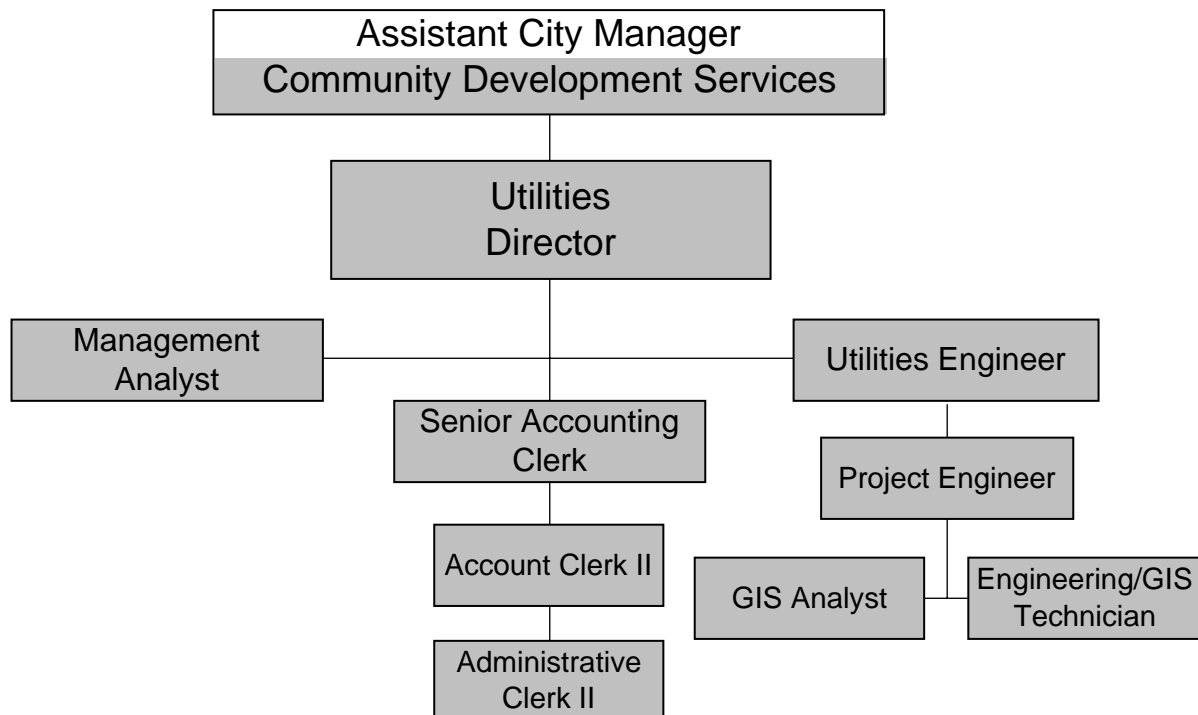 Assistant City Manager
Community Development Services
Utilities
Director
Management
Analyst
Utilities Engineer
Senior Accounting
Clerk
Project Engineer
Account Clerk II
GIS Analyst
Engineering/GIS
Technician
Administrative
Clerk II